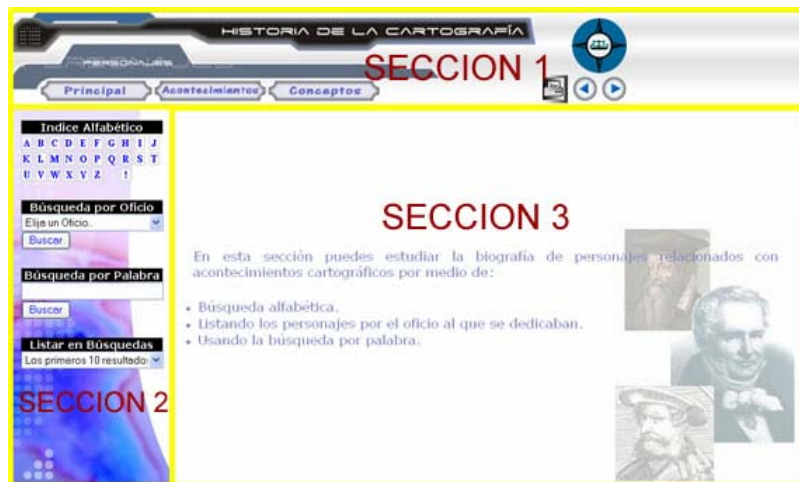 HISTORIA DE LA CARTOGRAFÍA
PERSONAJES
SECCION 1
Principal
Acontecimientos
Conceptos
Indice Alfabético
A B C D E F G H I J
K L M N O P Q R S T
U V W X Y Z !
Búsqueda por Oficio
Elija un Oficio.
Buscar
Búsqueda por Palabra
Buscar
Listar en Búsquedas
Los primeros 10 resultado
SECCION 2
SECCION 3
En esta sección puedes estudiar la biografía de personajes relacionados con
acontecimientos cartográficos por medio de:
• Búsqueda alfabética.
• Listando los personajes por el oficio al que se dedicaban.
• Usando la búsqueda por palabra.